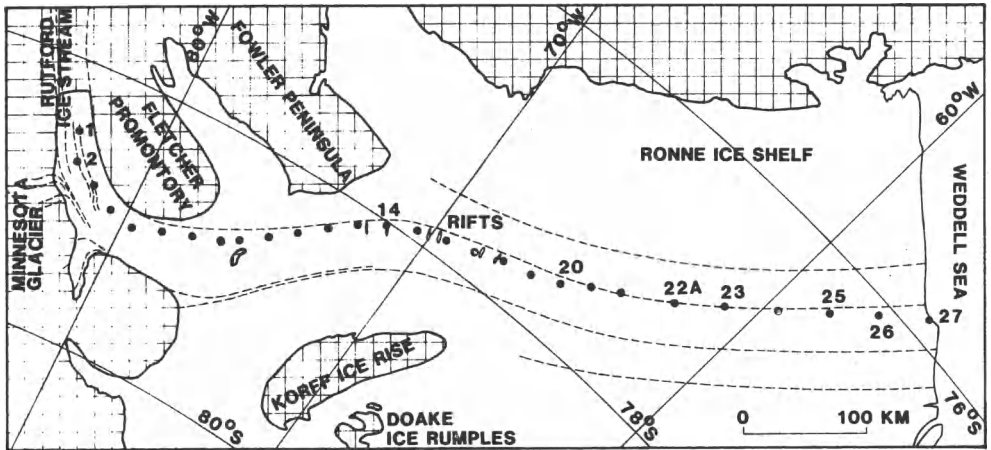 RUTFORD
ICE STREAM
80°W
FOWLER
PENINSULA
70°W
60°W
FLETCHER
PROMONTORY
1
2
RONNE ICE SHELF
WEDDELL SEA
MINNESOTA
GLACIER
14
RIFTS
20
22A
23
25
26
27
KORFF ICE RISE
80°S
DOAKE
ICE RUMPLES
78°S
0 100 KM
76°S